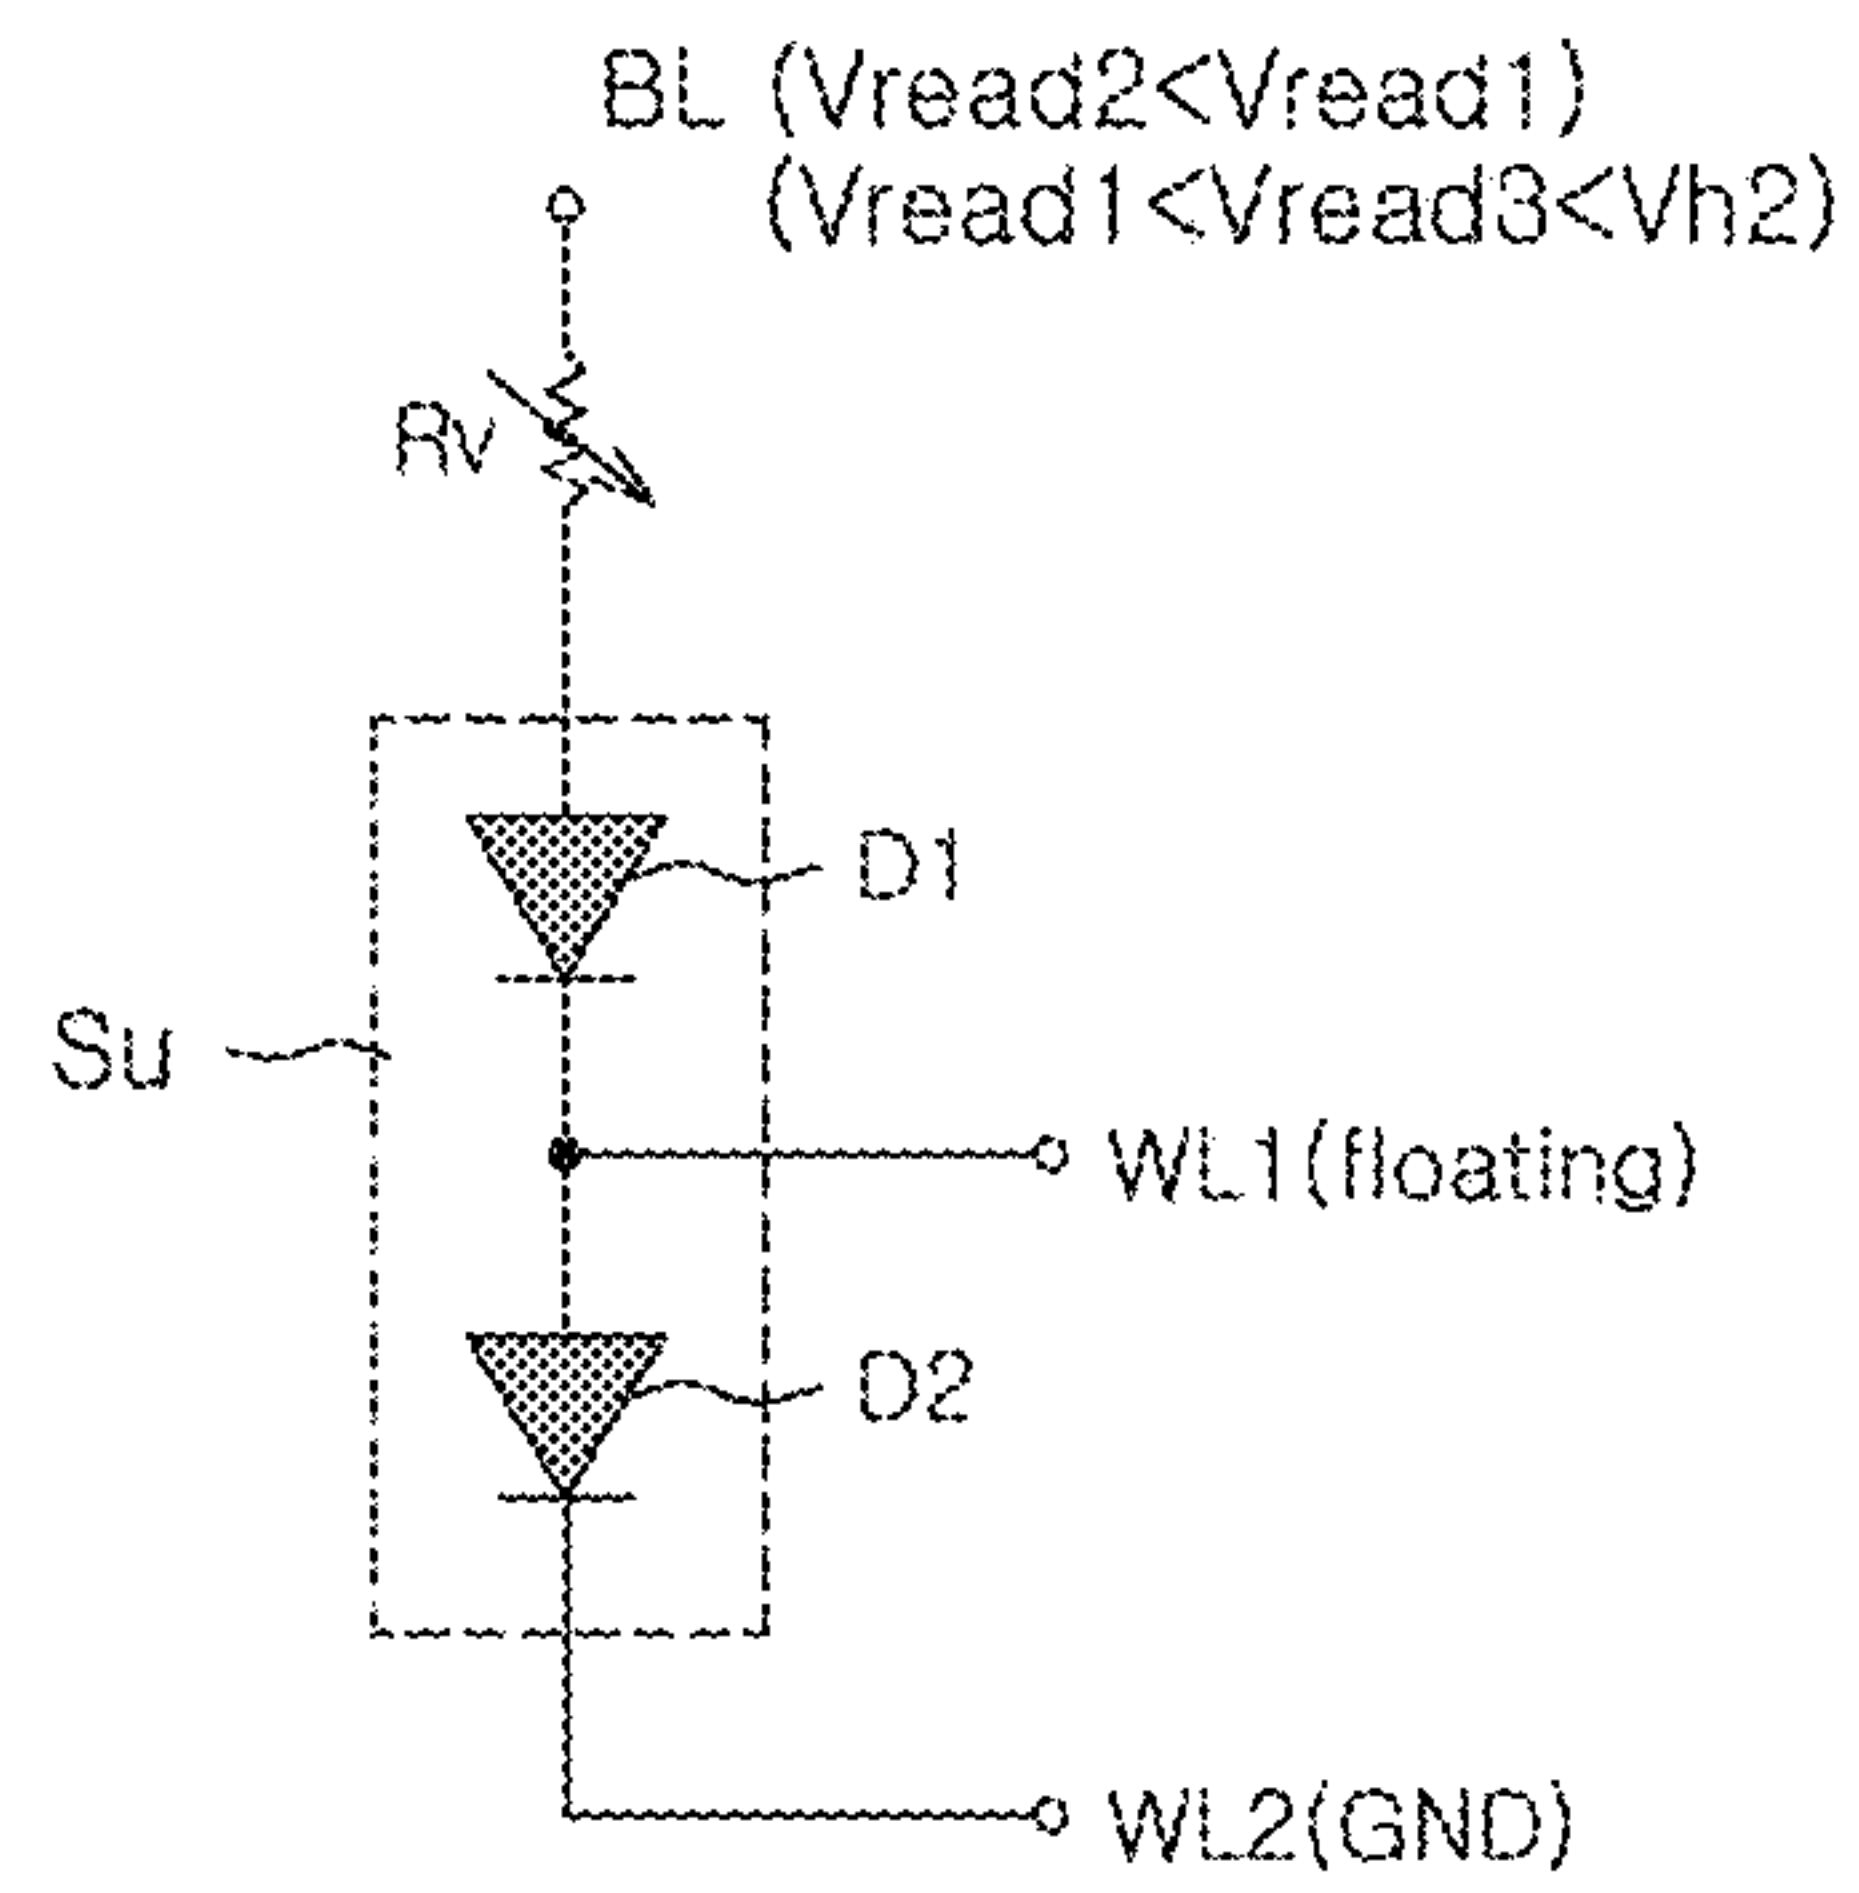 BL (Vread2<Vread1)
(Vread1<Vread3<Vh2)
Rv
D1
Su
WL1(floating)
D2
WL2(GND)